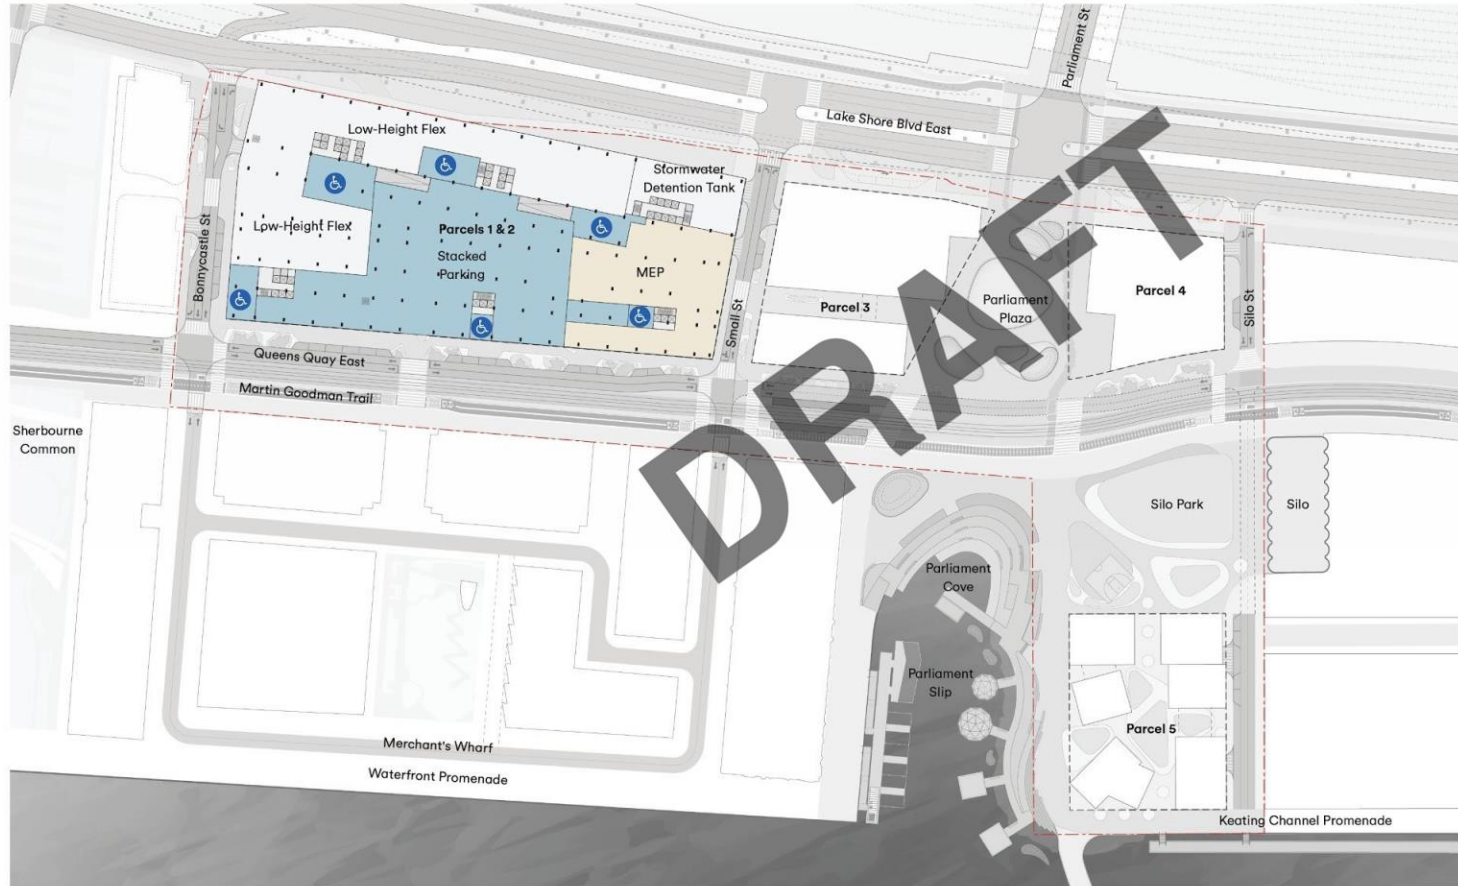 Parliament St
Lake Shore Blvd East
Low-Height Flex
Stormwater
Detention Tank
Bonnycastle St
Low-Height Flex
Parcels 1 & 2
Stacked
Parking
MEP
Small St
Parcel 3
Parliament
Plaza
Parcel 4
Silo St
DRAFT
Queens Quay East
Martin Goodman Trail
Sherbourne
Common
Silo Park
Silo
Parliament
Cove
Parliament
Slip
Parcel 5
Merchant's Wharf
Waterfront Promenade
Keating Channel Promenade